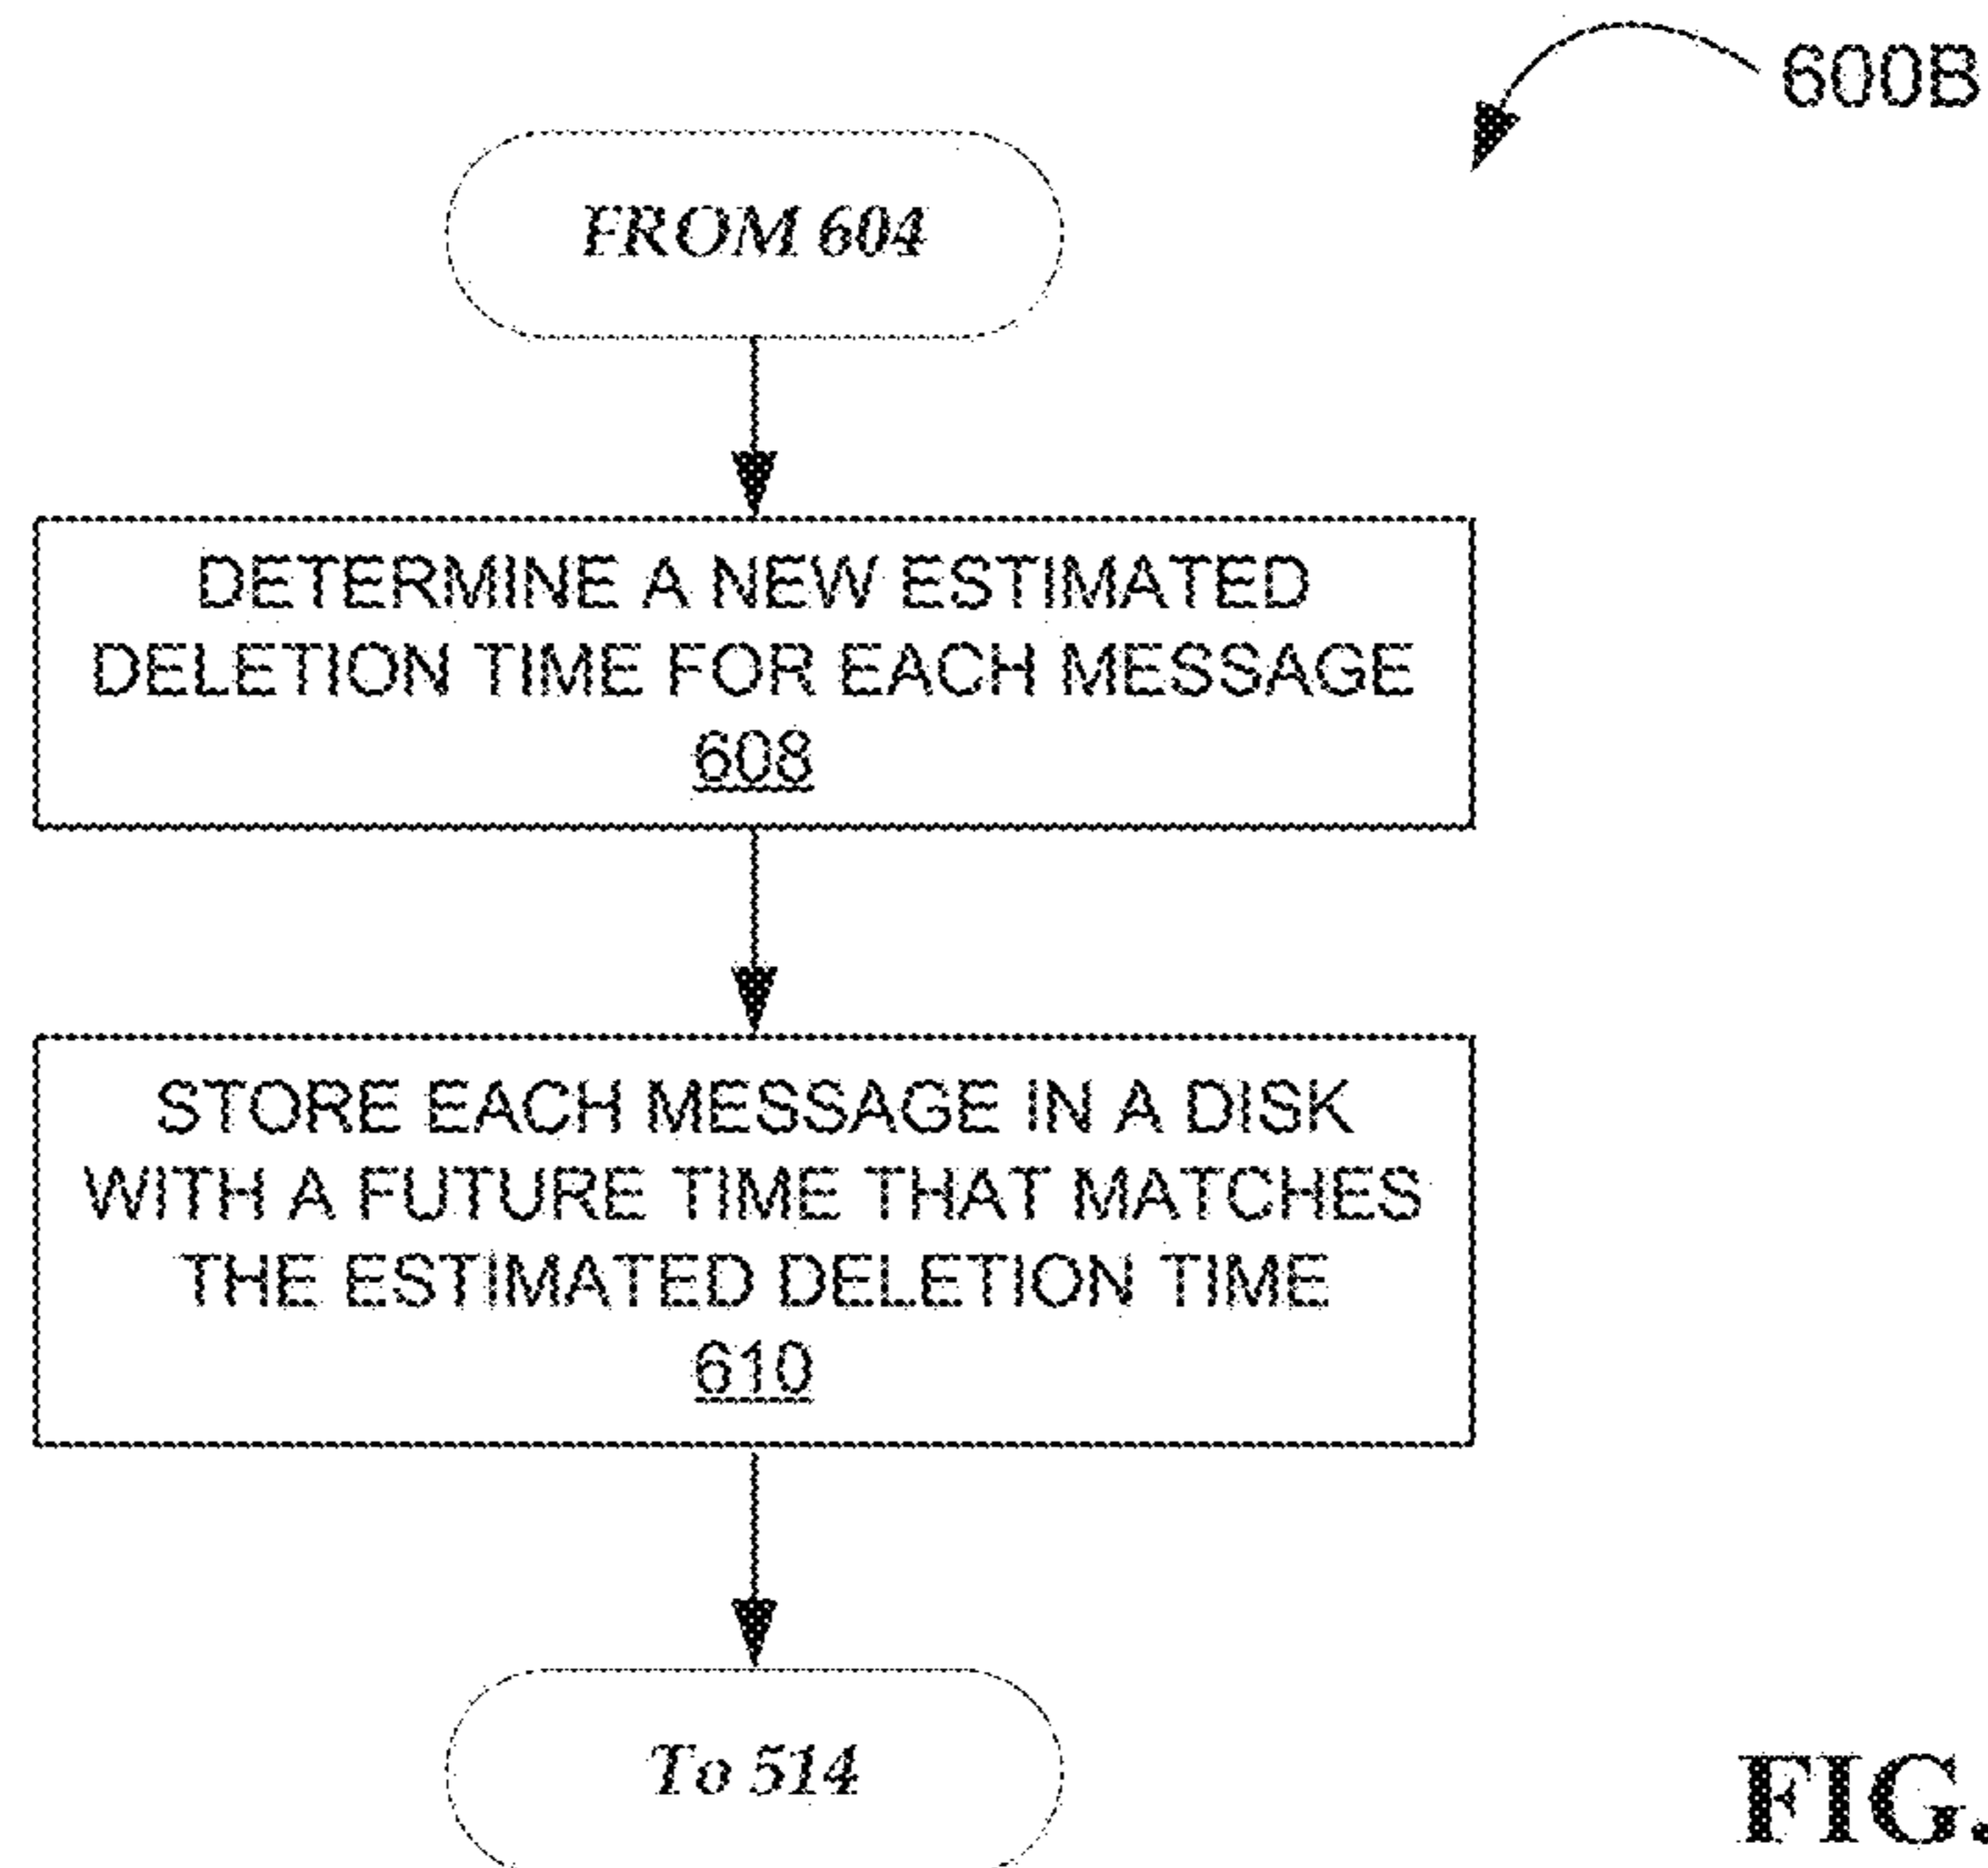 600B
FROM 604
DETERMINE A NEW ESTIMATED
DELETION TIME FOR EACH MESSAGE
608
STORE EACH MESSAGE IN A DISK
WITH A FUTURE TIME THAT MATCHES
THE ESTIMATED DELETION TIME
610
To 514
FIG.